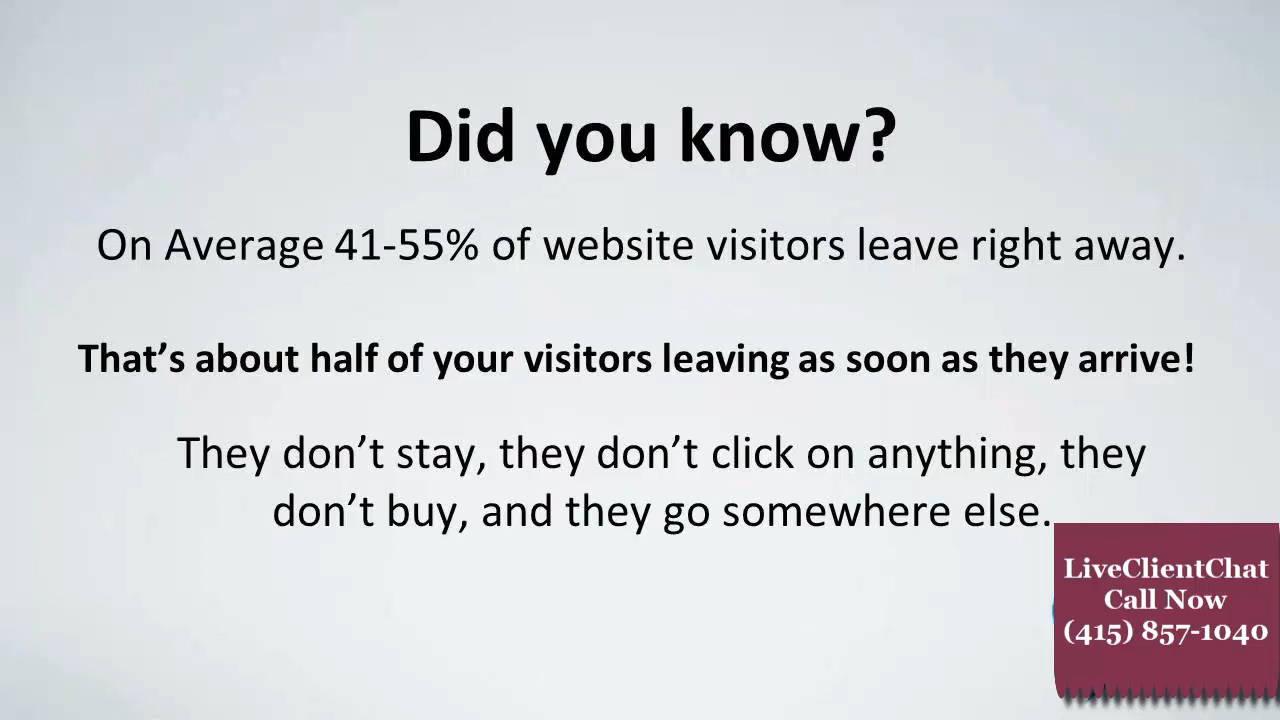 Did you know?
On Average 41-55% of website visitors leave right away.
That’s about half of your visitors leaving as soon as they arrive!
They don’t stay, they don’t click on anything, they
don’t buy, and they go somewhere else.
LiveClientChat
Call Now
(415) 857-1040